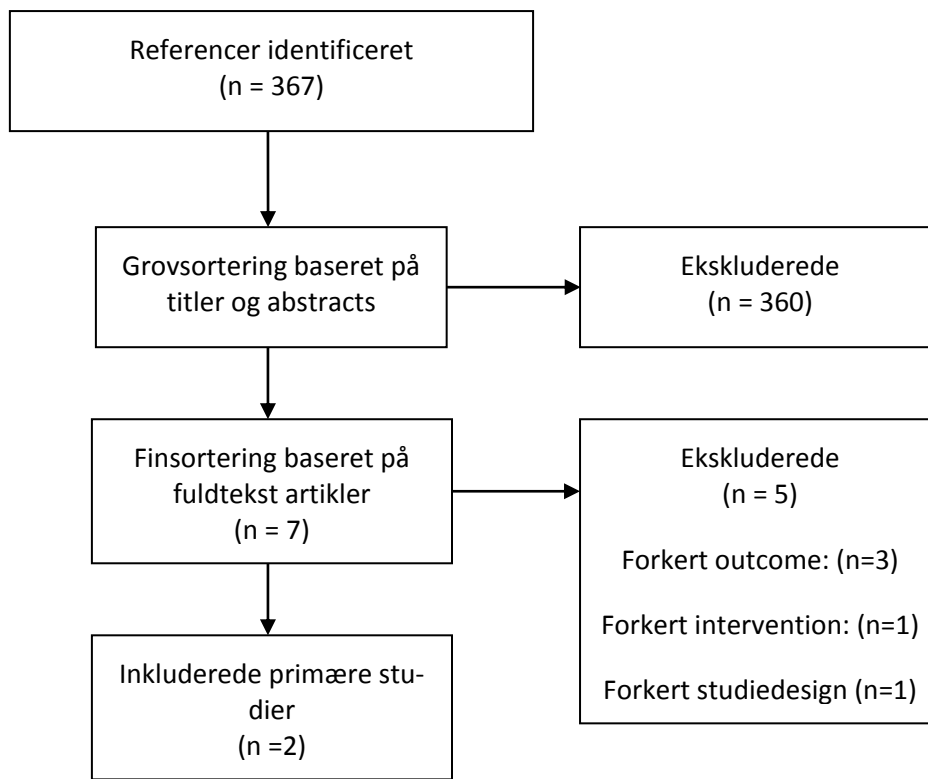 Referencer identificeret
(n = 367)
Grovsortering baseret på
titler og abstracts
Ekskluderede
(n = 360)
Finsortering baseret på
fuldtekst artikler
(n = 7)
Ekskluderede
(n = 5)
Forkert outcome: (n=3)
Forkert intervention: (n=1)
Forkert studiedesign (n=1)
Inkluderede primære stu-
dier
(n =2)